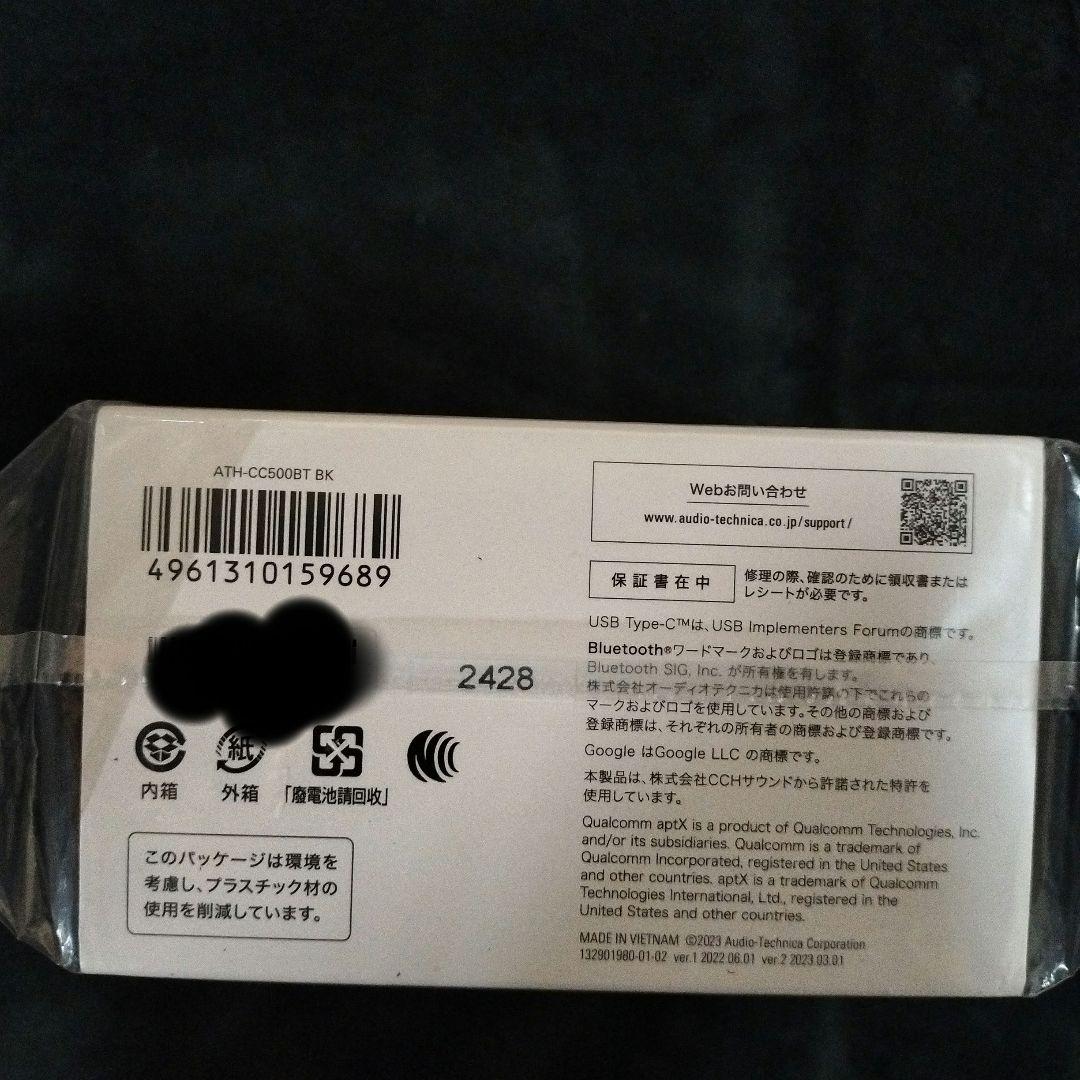 ATH-CC500BT BK
4961310159689
2428
紙
内箱
外箱
「廢電池請回收」
このパッケージは環境を
考慮し、プラスチック材の
使用を削減しています。
Webお問い合わせ
www.audio-technica.co.jp/support/
保証書在中
修理の際、確認のために領収書または
レシートが必要です。
USB Type-C™は、USB Implementers Forumの商標です。
Bluetooth®ワードマークおよびロゴは登録商標であり、
Bluetooth SIG, Inc. が所有権を有します。
株式会社オーディオテクニカは使用許諾の下でこれらの
マークおよびロゴを使用しています。その他の商標および
登録商標は、それぞれの所有者の商標および登録商標です。
Google はGoogle LLC の商標です。
本製品は、株式会社CCHサウンドから許諾された特許を
使用しています。
Qualcomm aptX is a product of Qualcomm Technologies, Inc.
and/or its subsidiaries. Qualcomm is a trademark of
Qualcomm Incorporated, registered in the United States
and other countries. aptX is a trademark of Qualcomm
Technologies International, Ltd., registered in the
United States and other countries.
MADE IN VIETNAM ©2023 Audio-Technica Corporation
132901980-01-02 ver.1 2022.06.01 ver.2 2023.03.01